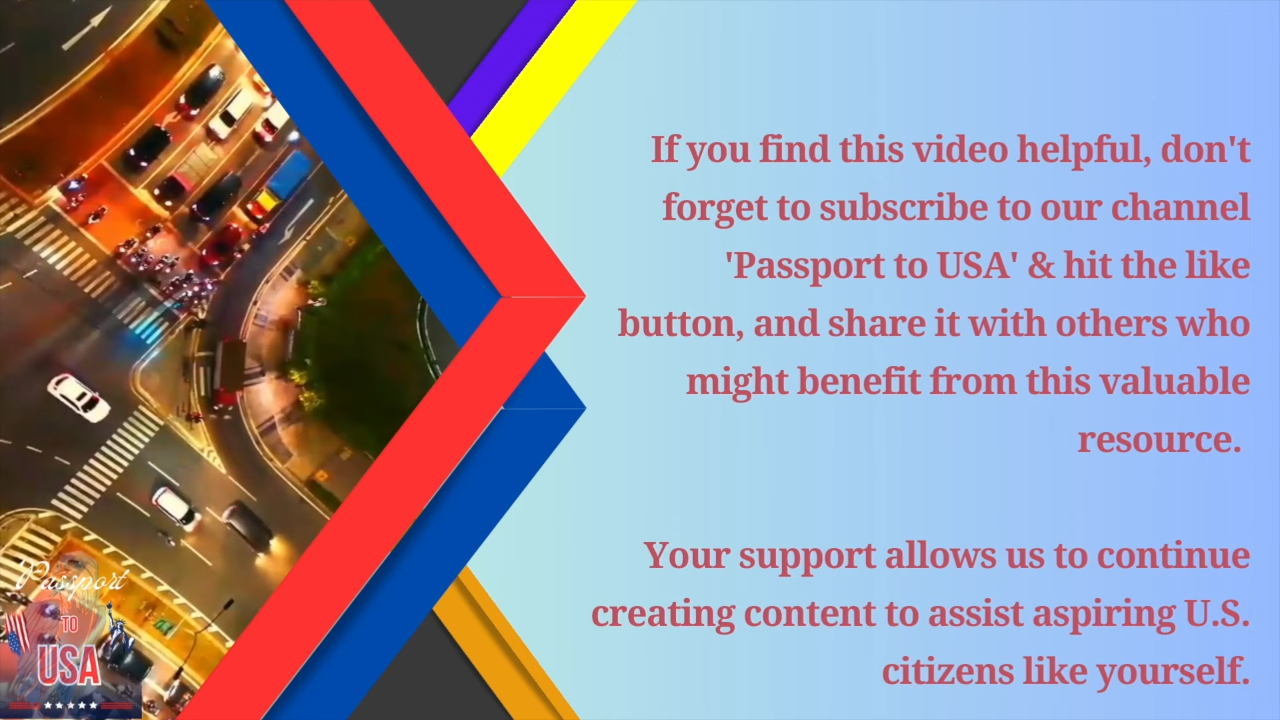 If you find this video helpful, don't
forget to subscribe to our channel
'Passport to USA' & hit the like
button, and share it with others who
might benefit from this valuable
resource.
Your support allows us to continue
creating content to assist aspiring U.S.
citizens like yourself.
Passport
TO
USA